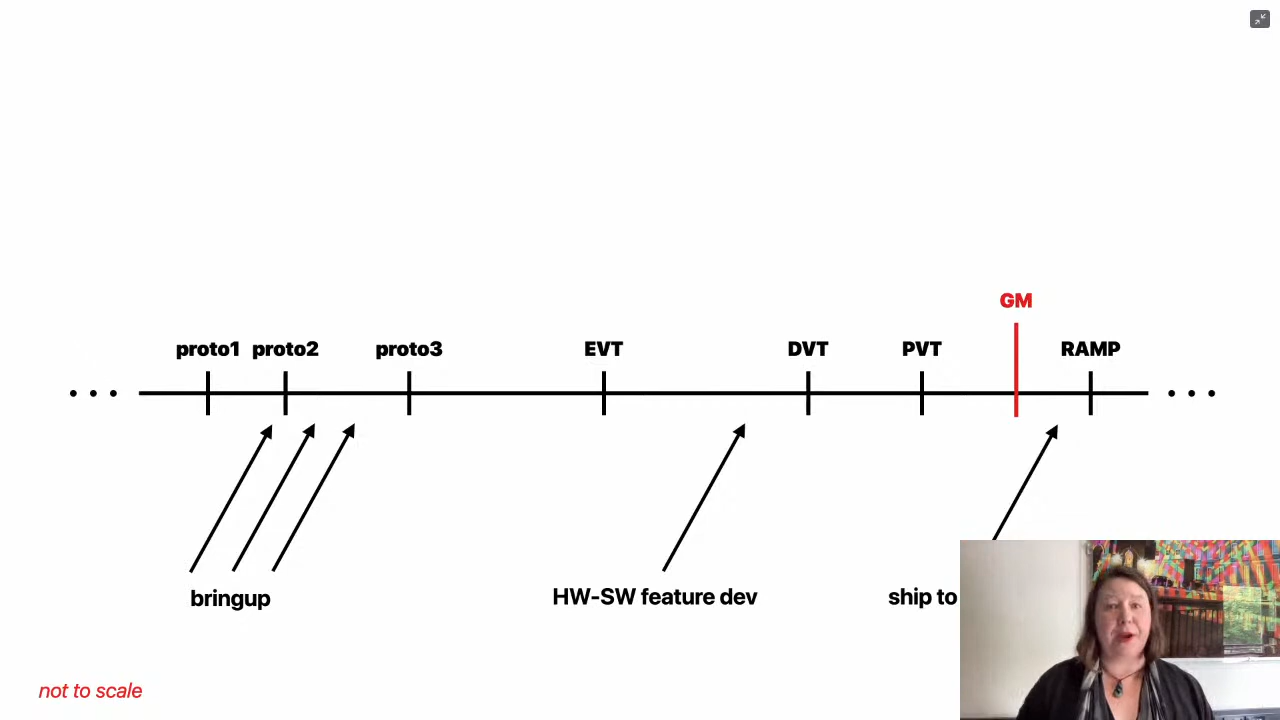 GM
proto1 proto2 proto3 EVT DVT PVT RAMP
bringup HW-SW feature dev ship to
not to scale